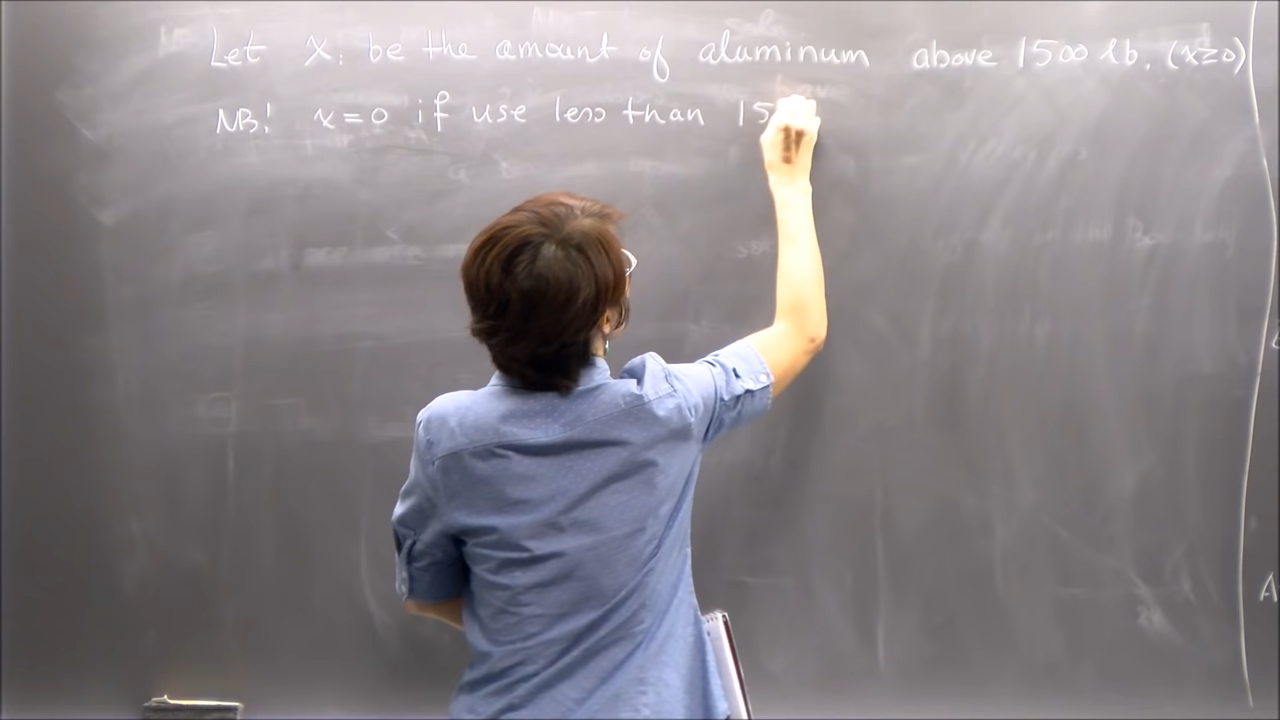 Let x: be the amount of aluminum above 1500 lb. (x≥0)
NB! x=0 if use less than 15
A